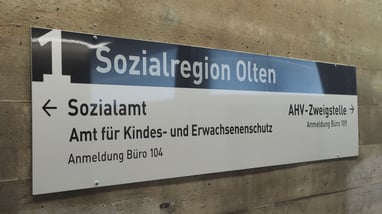 1 Sozialregion Olten
← Sozialamt
Amt für Kindes- und Erwachsenenschutz
Anmeldung Büro 104
AHV-Zweigstelle →
Anmeldung Büro 109